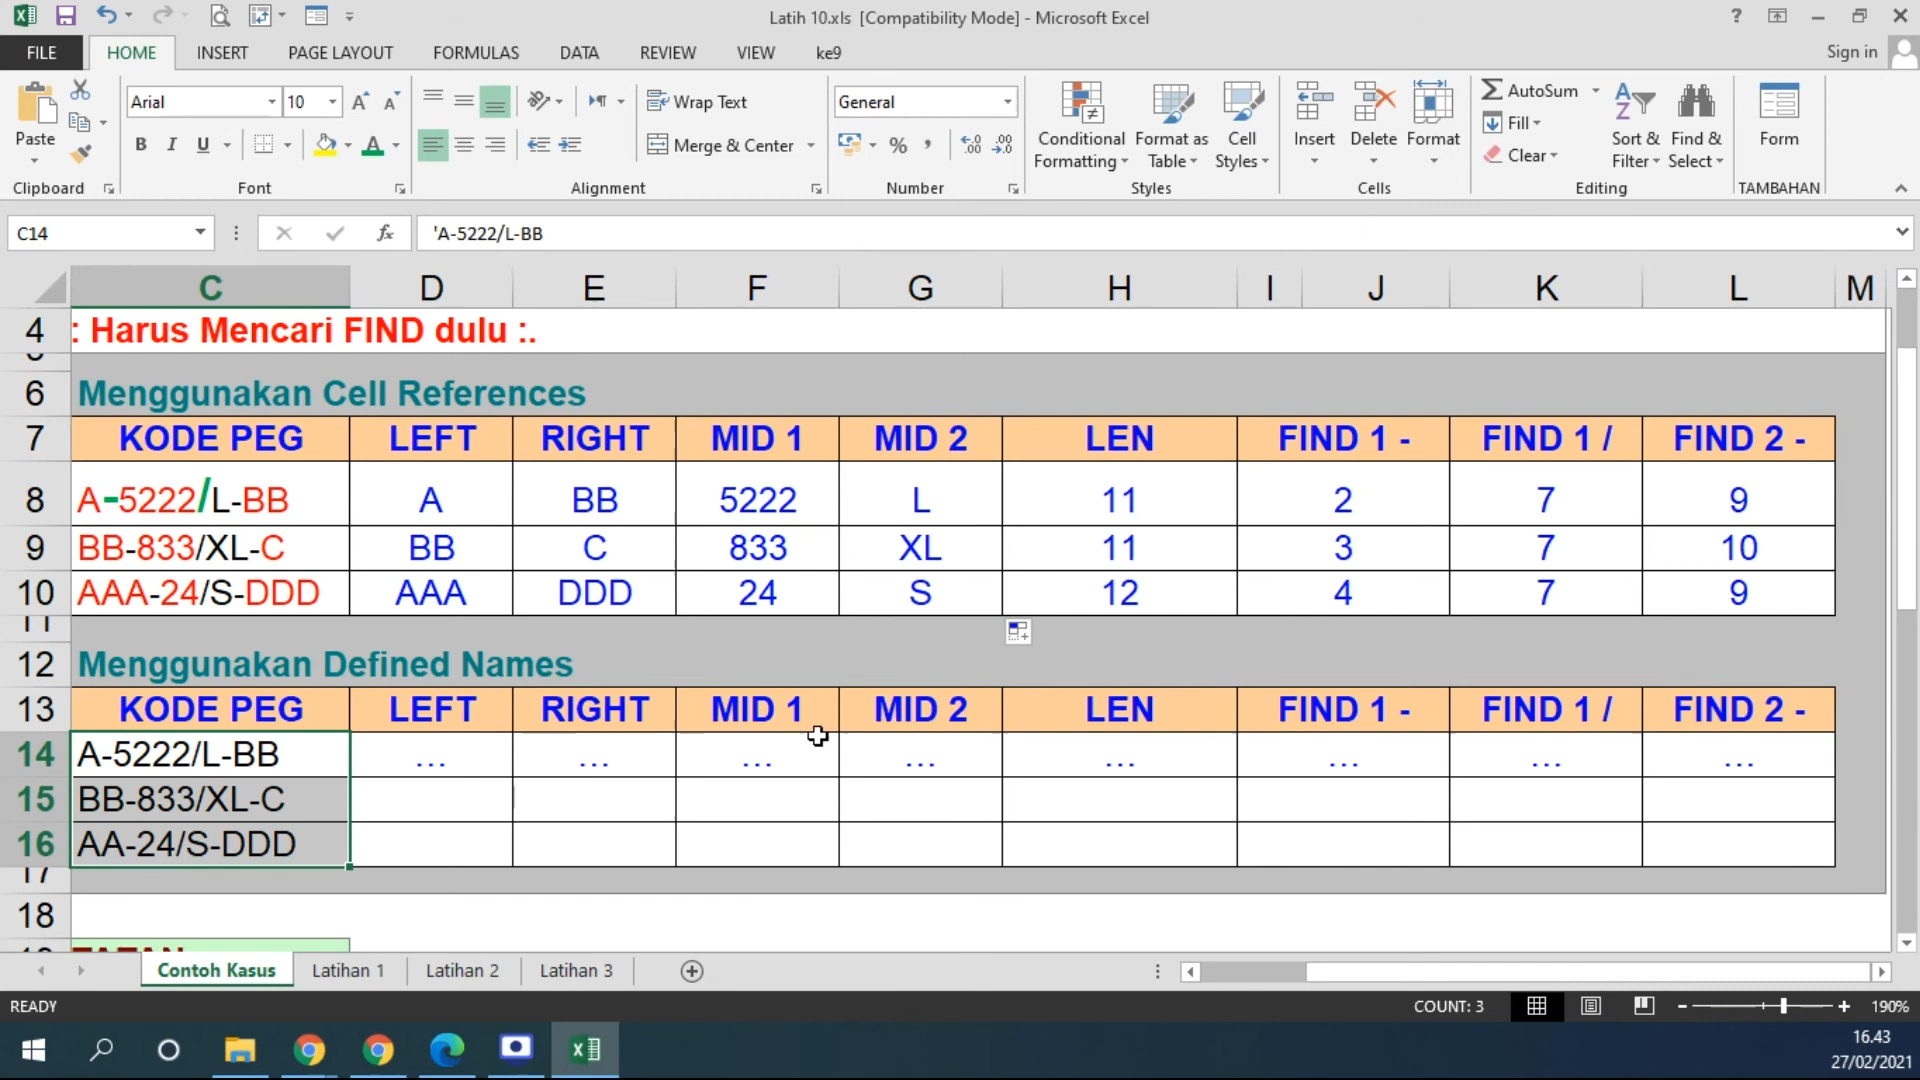 Latih 10.xls [Compatibility Mode] - Microsoft Excel
FILE HOME INSERT PAGE LAYOUT FORMULAS DATA REVIEW VIEW ke9 Sign in
Paste
Clipboard
Arial 10
B I U
Font
Wrap Text
Merge & Center
Alignment
General
Number
Conditional Formatting
Format as Table
Cell Styles
Styles
Insert
Delete
Format
Cells
AutoSum
Fill
Clear
Sort & Filter
Find & Select
Editing
Form
TAMBAHAN
C14 fx 'A-5222/L-BB
C D E F G H I J K L M
4 : Harus Mencari FIND dulu :.
6 Menggunakan Cell References
7 KODE PEG LEFT RIGHT MID 1 MID 2 LEN FIND 1 - FIND 1 / FIND 2 -
8 A-5222/L-BB A BB 5222 L 11 2 7 9
9 BB-833/XL-C BB C 833 XL 11 3 7 10
10 AAA-24/S-DDD AAA DDD 24 S 12 4 7 9
11
12 Menggunakan Defined Names
13 KODE PEG LEFT RIGHT MID 1 MID 2 LEN FIND 1 - FIND 1 / FIND 2 -
14 A-5222/L-BB ... ... ... ... ... ... ... ...
15 BB-833/XL-C
16 AA-24/S-DDD
17
18
Contoh Kasus Latihan 1 Latihan 2 Latihan 3
READY COUNT: 3 190%
16.43
27/02/2021